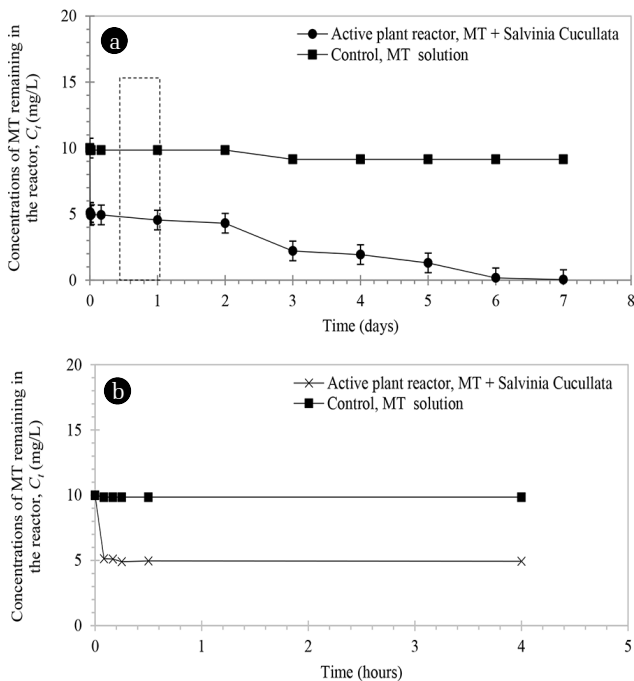 a
Active plant reactor, MT + Salvinia Cucullata
Control, MT solution
Concentrations of MT remaining in
the reactor, Ct (mg/L)
20
15
10
5
0
0 1 2 3 4 5 6 7 8
Time (days)
b
Active plant reactor, MT + Salvinia Cucullata
Control, MT solution
Concentrations of MT remaining in
the reactor, Ct (mg/L)
20
15
10
5
0
0 1 2 3 4 5
Time (hours)